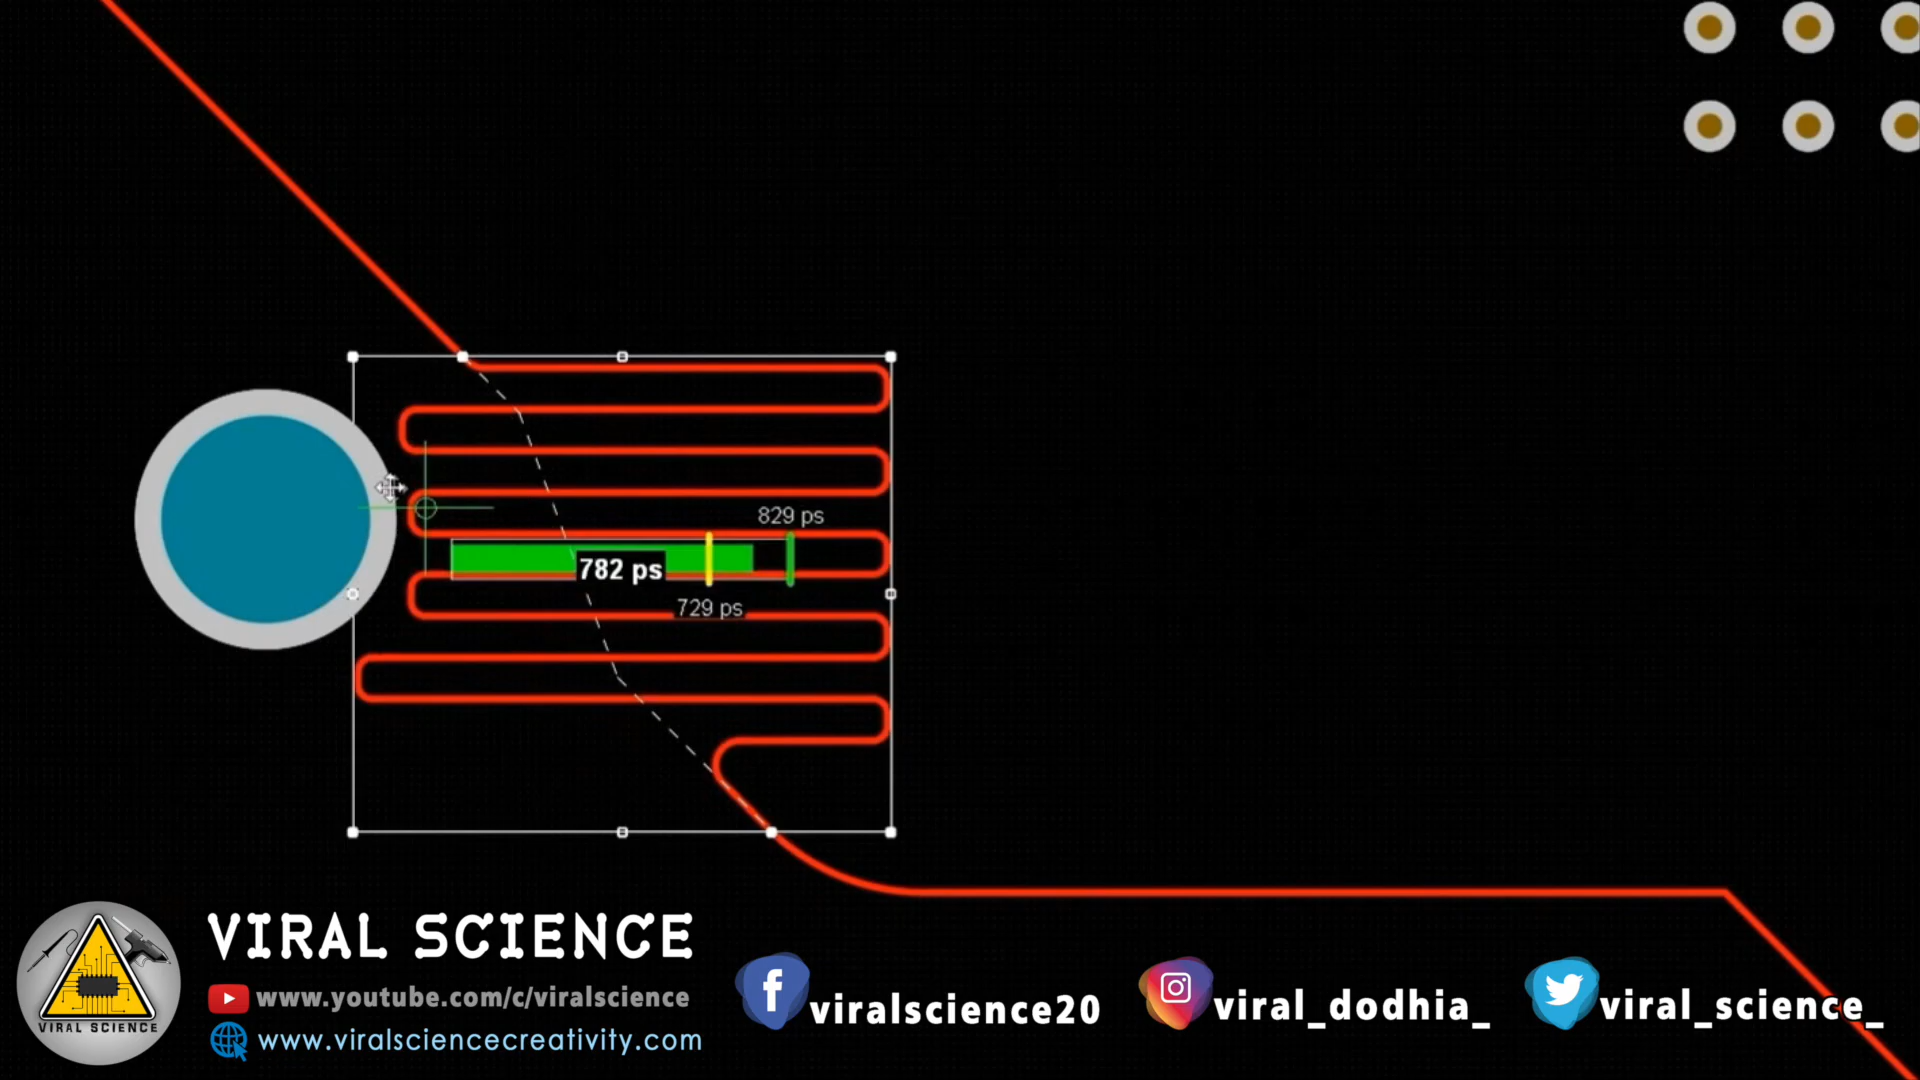 829 ps
782 ps
729 ps
VIRAL SCIENCE
VIRAL SCIENCE
www.youtube.com/c/viralscience
www.viralsciencecreativity.com
viralscience20
viral_dodhia_
viral_science_